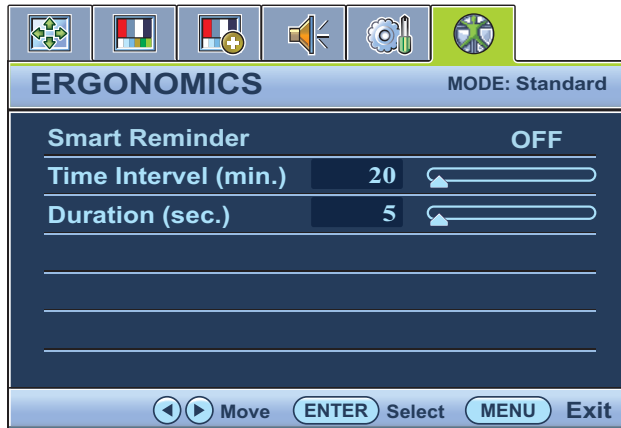 ERGONOMICS MODE: Standard
Smart Reminder OFF
Time Intervel (min.) 20
Duration (sec.) 5
Move ENTER Select MENU Exit